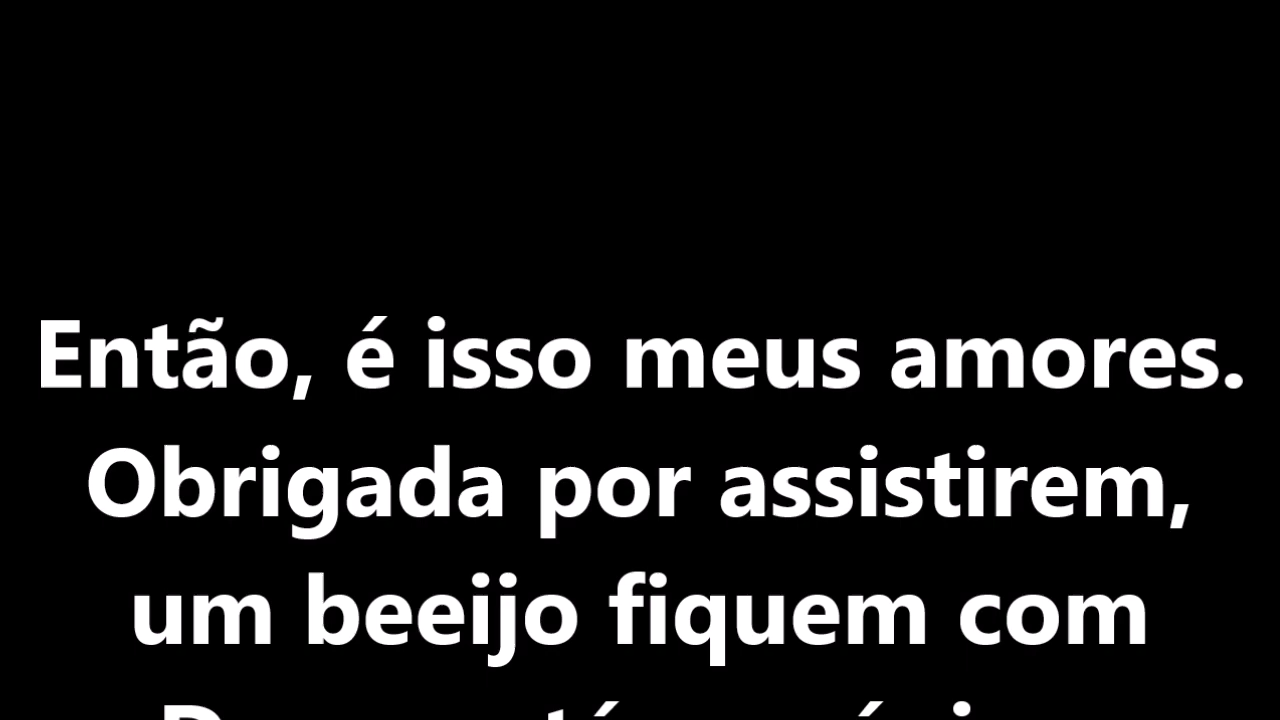 Então, é isso meus amores.
Obrigada por assistirem,
um beeijo fiquem com